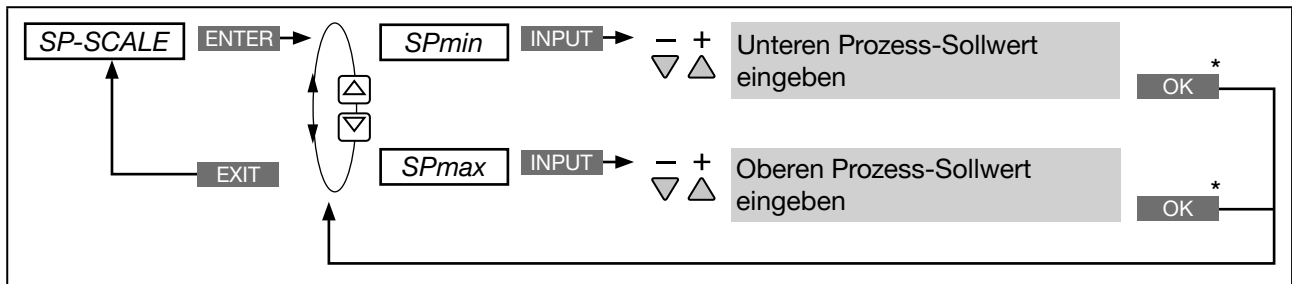 SP-SCALE ENTER SPmin INPUT − + Unteren Prozess-Sollwert
eingeben
OK *
EXIT SPmax INPUT − + Oberen Prozess-Sollwert
eingeben
OK *